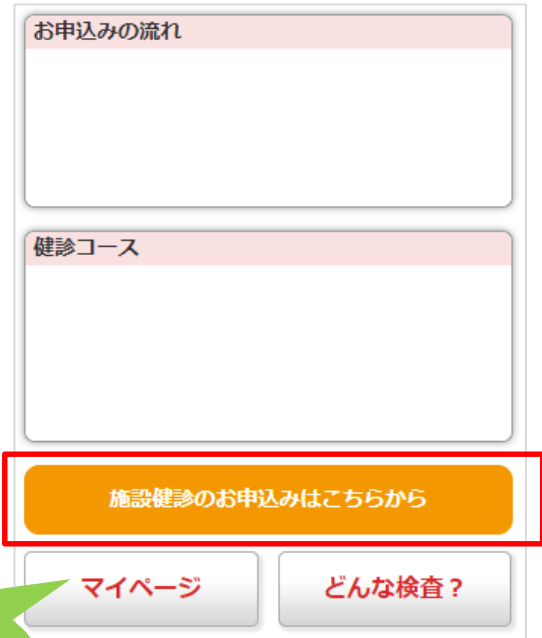 お申込みの流れ
健診コース
施設健診のお申込みはこちらから
マイページ
どんな検査？